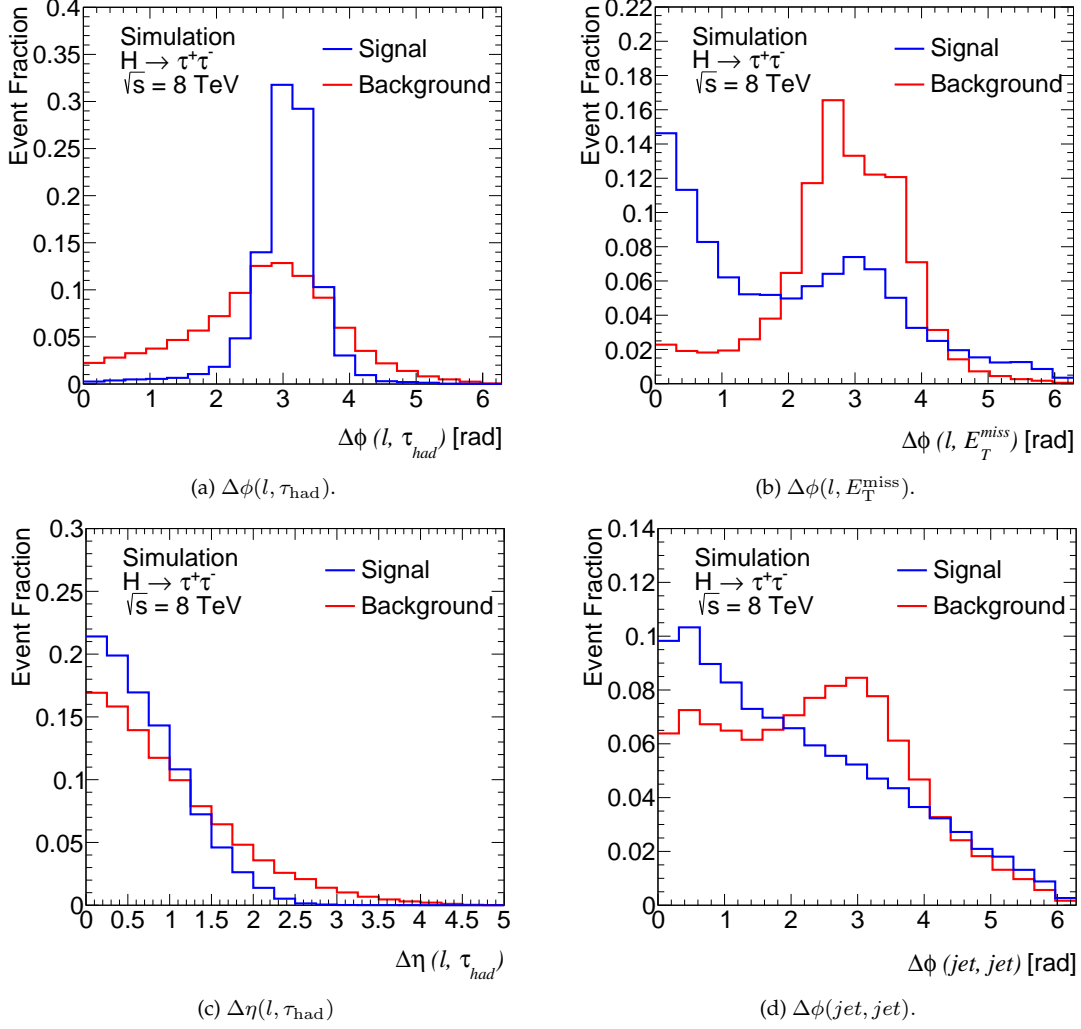 Event Fraction
0.4
0.35
0.3
0.25
0.2
0.15
0.1
0.05
0
Simulation
H → τ⁺τ⁻
√s = 8 TeV
Signal
Background
0 1 2 3 4 5 6
Δϕ (l, τ_had) [rad]
(a) Δϕ(l, τ_had).
Event Fraction
0.22
0.2
0.18
0.16
0.14
0.12
0.1
0.08
0.06
0.04
0.02
0
Simulation
H → τ⁺τ⁻
√s = 8 TeV
Signal
Background
0 1 2 3 4 5 6
Δϕ (l, E_T^miss) [rad]
(b) Δϕ(l, E_T^miss).
Event Fraction
0.3
0.25
0.2
0.15
0.1
0.05
0
Simulation
H → τ⁺τ⁻
√s = 8 TeV
Signal
Background
0 0.5 1 1.5 2 2.5 3 3.5 4 4.5 5
Δη (l, τ_had)
(c) Δη(l, τ_had)
Event Fraction
0.14
0.12
0.1
0.08
0.06
0.04
0.02
0
Simulation
H → τ⁺τ⁻
√s = 8 TeV
Signal
Background
0 1 2 3 4 5 6
Δϕ (jet, jet) [rad]
(d) Δϕ(jet, jet).